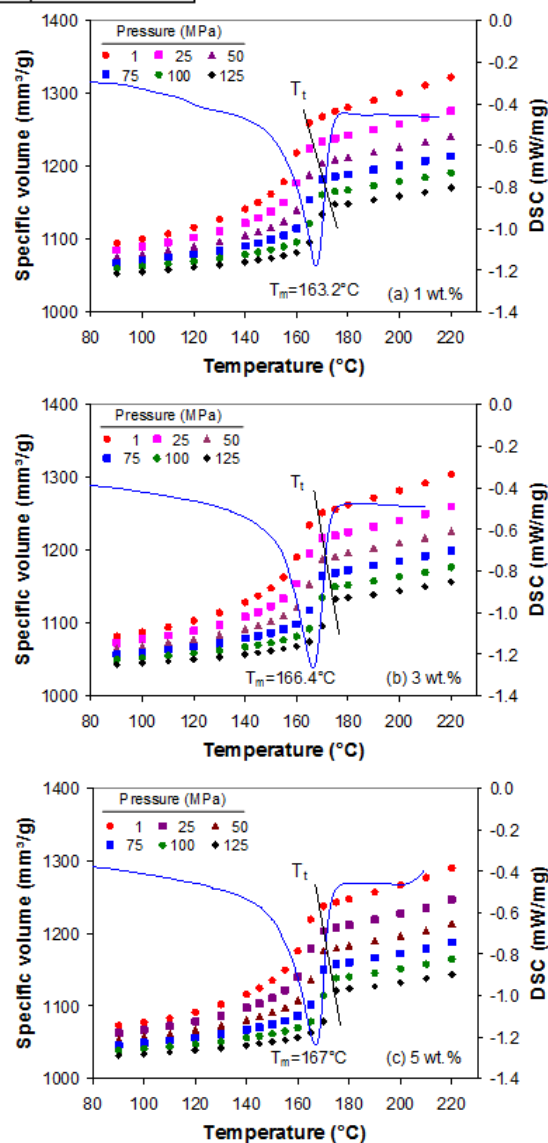 Pressure (MPa)
1 25 50
75 100 125
Tt
Tm=163.2°C
(a) 1 wt.%
1400
1300
1200
1100
1000
0.0
-0.2
-0.4
-0.6
-0.8
-1.0
-1.2
-1.4
80 100 120 140 160 180 200 220
Specific volume (mm³/g)
DSC (mW/mg)
Temperature (°C)
Pressure (MPa)
1 25 50
75 100 125
Tt
Tm=166.4°C
(b) 3 wt.%
1400
1300
1200
1100
1000
0.0
-0.2
-0.4
-0.6
-0.8
-1.0
-1.2
-1.4
80 100 120 140 160 180 200 220
Specific volume (mm³/g)
DSC (mW/mg)
Temperature (°C)
Pressure (MPa)
1 25 50
75 100 125
Tt
Tm=167°C
(c) 5 wt.%
1400
1300
1200
1100
1000
0.0
-0.2
-0.4
-0.6
-0.8
-1.0
-1.2
-1.4
80 100 120 140 160 180 200 220
Specific volume (mm³/g)
DSC (mW/mg)
Temperature (°C)